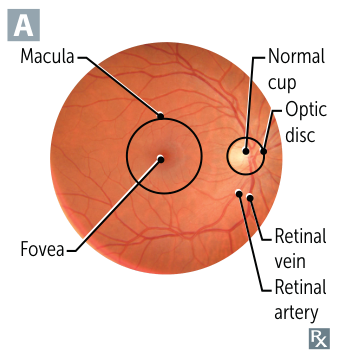 A
Macula
Normal
cup
Optic
disc
Fovea
Retinal
vein
Retinal
artery
Rx